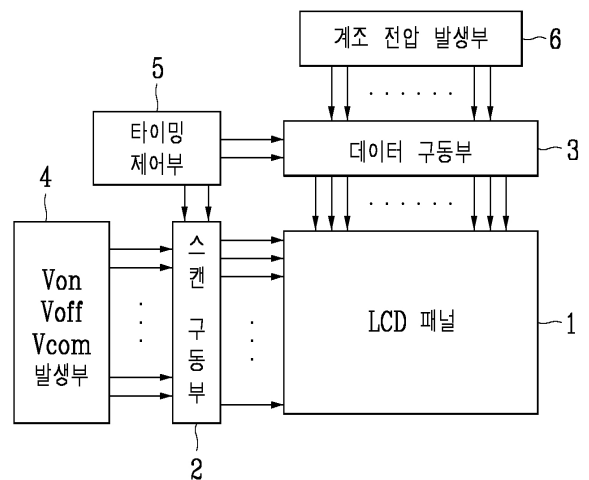 계조 전압 발생부
6
5
타이밍
제어부
데이터 구동부
3
4
Von
Voff
Vcom
발생부
스
캔
구
동
부
LCD 패널
1
2